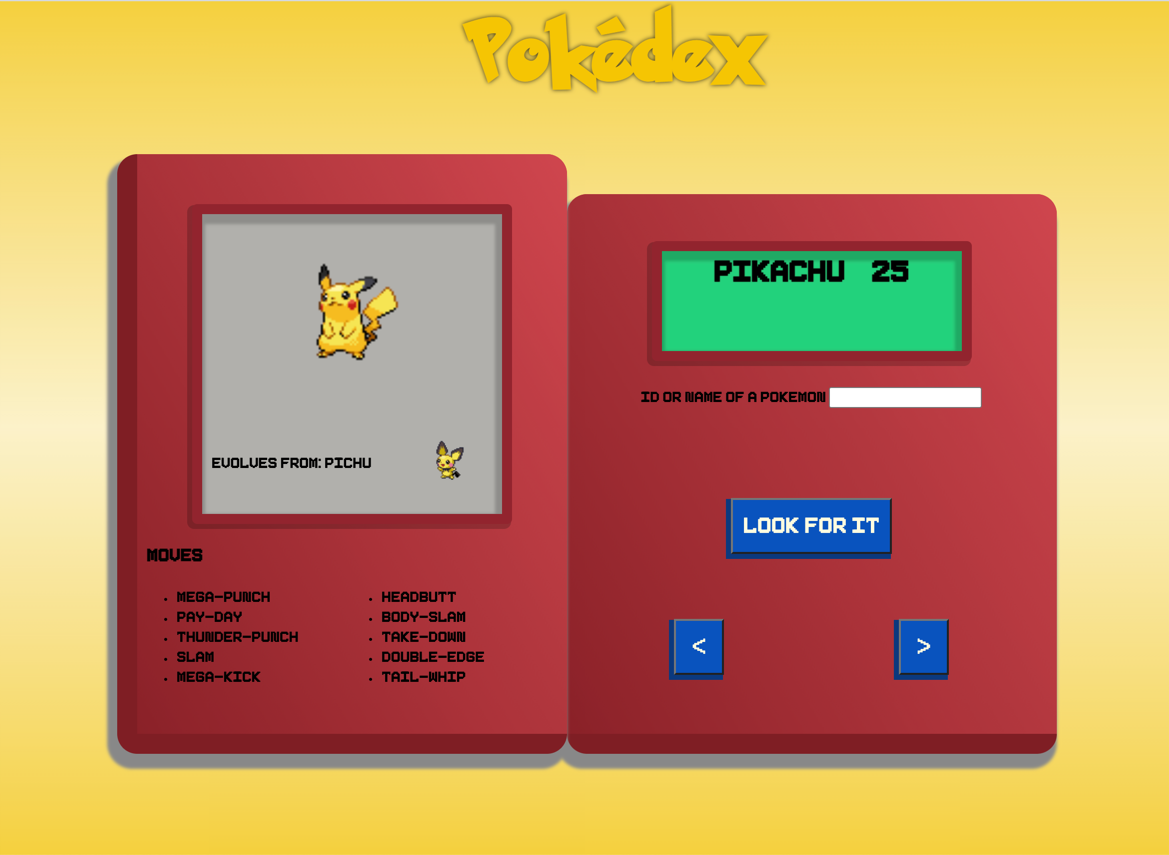 Pokédex
PIKACHU 25
ID OR NAME OF A POKEMON
EVOLVES FROM: PICHU
LOOK FOR IT
MOVES
MEGA-PUNCH
PAY-DAY
THUNDER-PUNCH
SLAM
MEGA-KICK
HEADBUTT
BODY-SLAM
TAKE-DOWN
DOUBLE-EDGE
TAIL-WHIP
< >